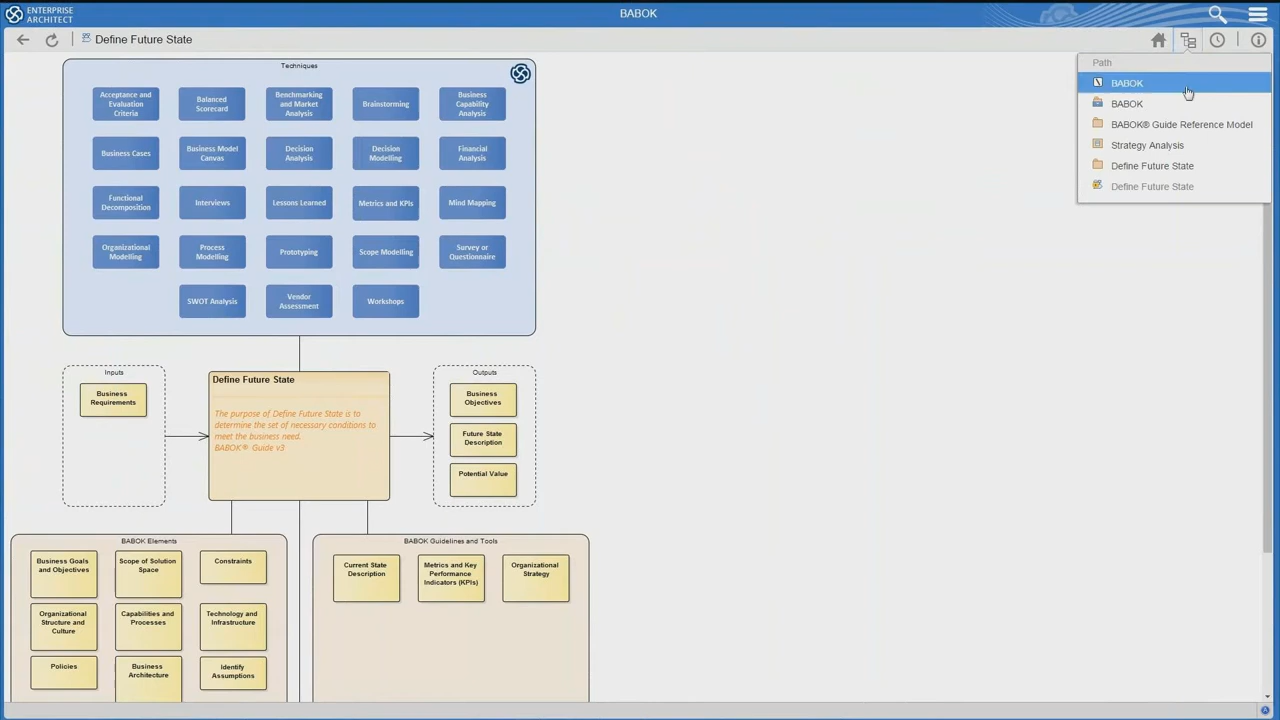 ENTERPRISE
ARCHITECT
BABOK
Define Future State
Path
BABOK
BABOK
BABOK® Guide Reference Model
Strategy Analysis
Define Future State
Define Future State
Techniques
Acceptance and
Evaluation
Criteria
Balanced
Scorecard
Benchmarking
and Market
Analysis
Brainstorming
Business
Capability
Analysis
Business Cases
Business Model
Canvas
Decision
Analysis
Decision
Modelling
Financial
Analysis
Functional
Decomposition
Interviews
Lessons Learned
Metrics and KPIs
Mind Mapping
Organizational
Modelling
Process
Modelling
Prototyping
Scope Modelling
Survey or
Questionnaire
SWOT Analysis
Vendor
Assessment
Workshops
Inputs
Business
Requirements
Define Future State
The purpose of Define Future State is to
determine the set of necessary conditions to
meet the business need.
BABOK® Guide v3
Outputs
Business
Objectives
Future State
Description
Potential Value
BABOK Elements
Business Goals
and Objectives
Scope of Solution
Space
Constraints
Organizational
Structure and
Culture
Capabilities and
Processes
Technology and
Infrastructure
Policies
Business
Architecture
Identify
Assumptions
BABOK Guidelines and Tools
Current State
Description
Metrics and Key
Performance
Indicators (KPIs)
Organizational
Strategy